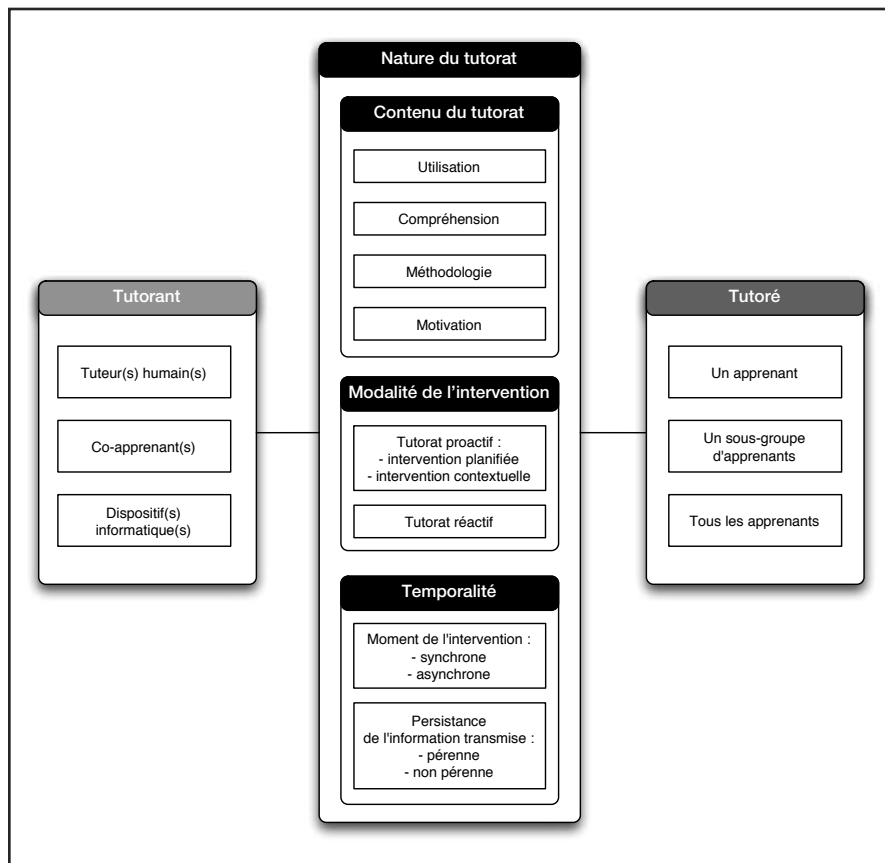 Tutorant
Tuteur(s) humain(s)
Co-apprenant(s)
Dispositif(s)
informatique(s)
Nature du tutorat
Contenu du tutorat
Utilisation
Compréhension
Méthodologie
Motivation
Modalité de l'intervention
Tutorat proactif :
- intervention planifiée
- intervention contextuelle
Tutorat réactif
Temporalité
Moment de l'intervention :
- synchrone
- asynchrone
Persistance
de l'information transmise :
- pérenne
- non pérenne
Tutoré
Un apprenant
Un sous-groupe
d'apprenants
Tous les apprenants